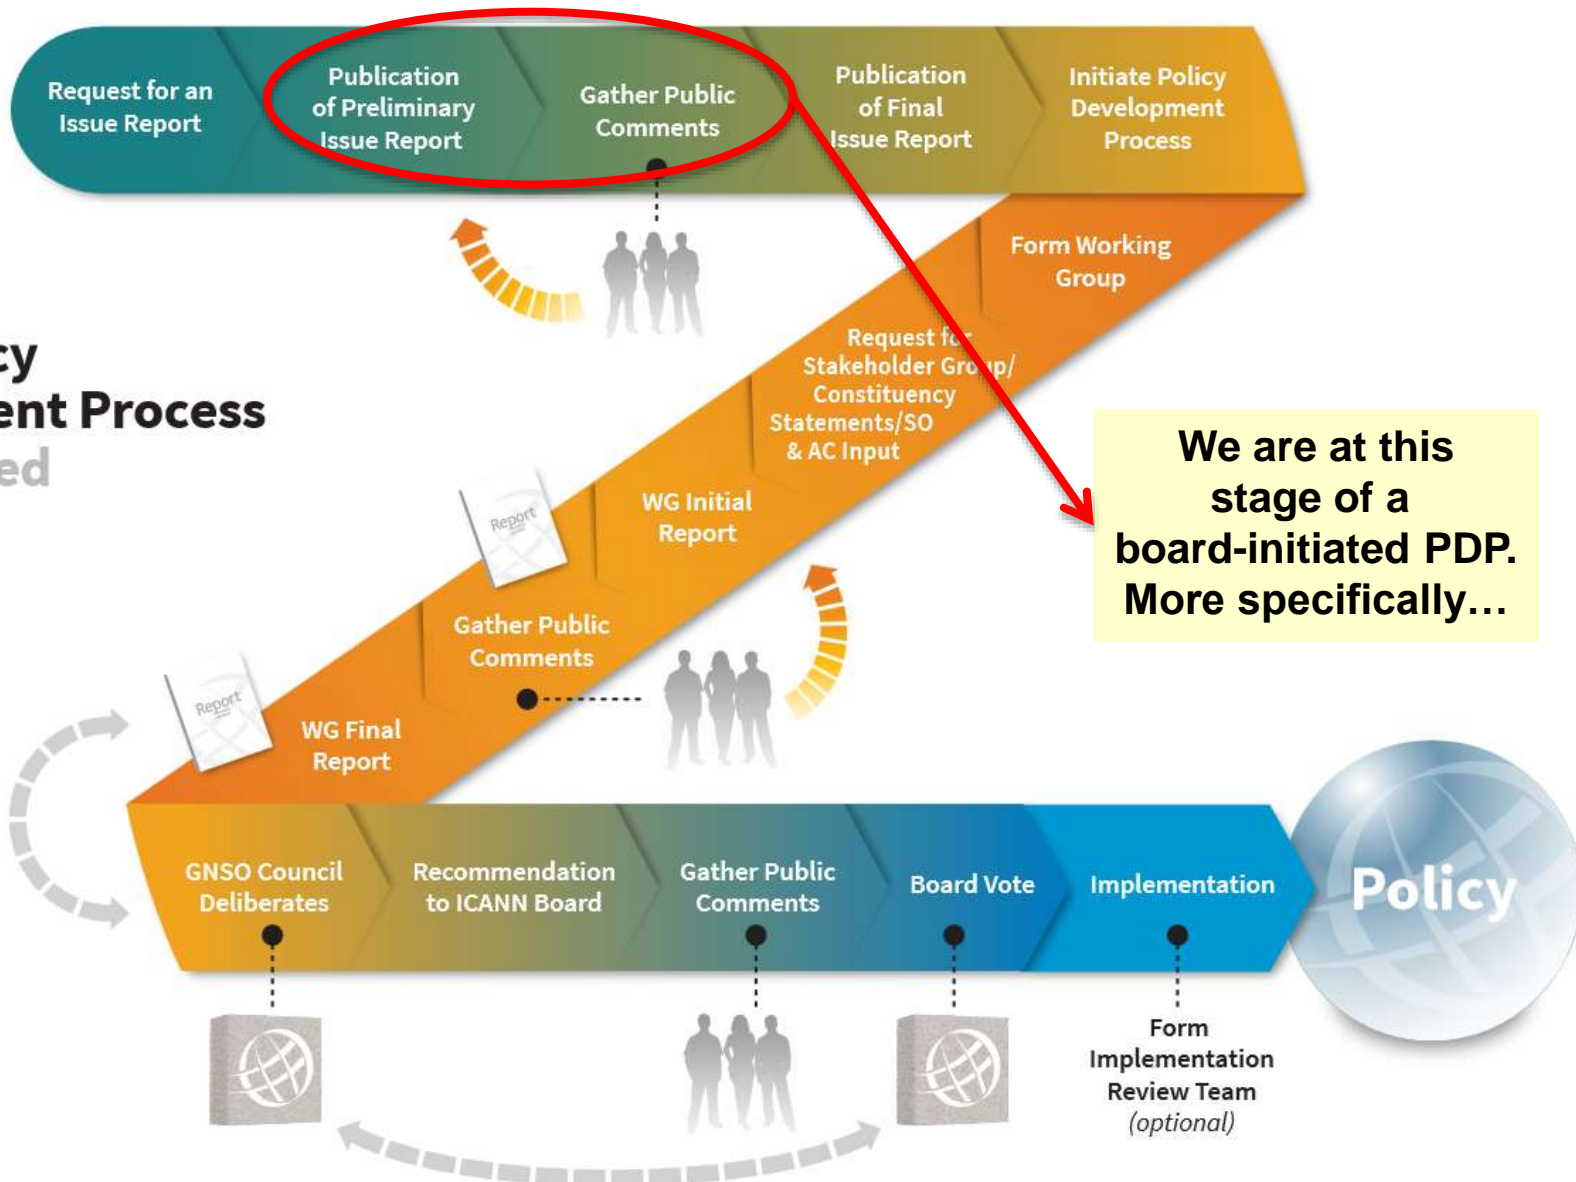 Request for an
Issue Report
Publication
of Preliminary
Issue Report
Gather Public
Comments
Publication
of Final
Issue Report
Initiate Policy
Development
Process
Form Working
Group
Request for
Stakeholder Group/
Constituency
Statements/SO
& AC Input
cy
ent Process
ed
We are at this
stage of a
board-initiated PDP.
More specifically…
Report
WG Initial
Report
Gather Public
Comments
Report
WG Final
Report
GNSO Council
Deliberates
Recommendation
to ICANN Board
Gather Public
Comments
Board Vote
Implementation
Policy
Form
Implementation
Review Team
(optional)